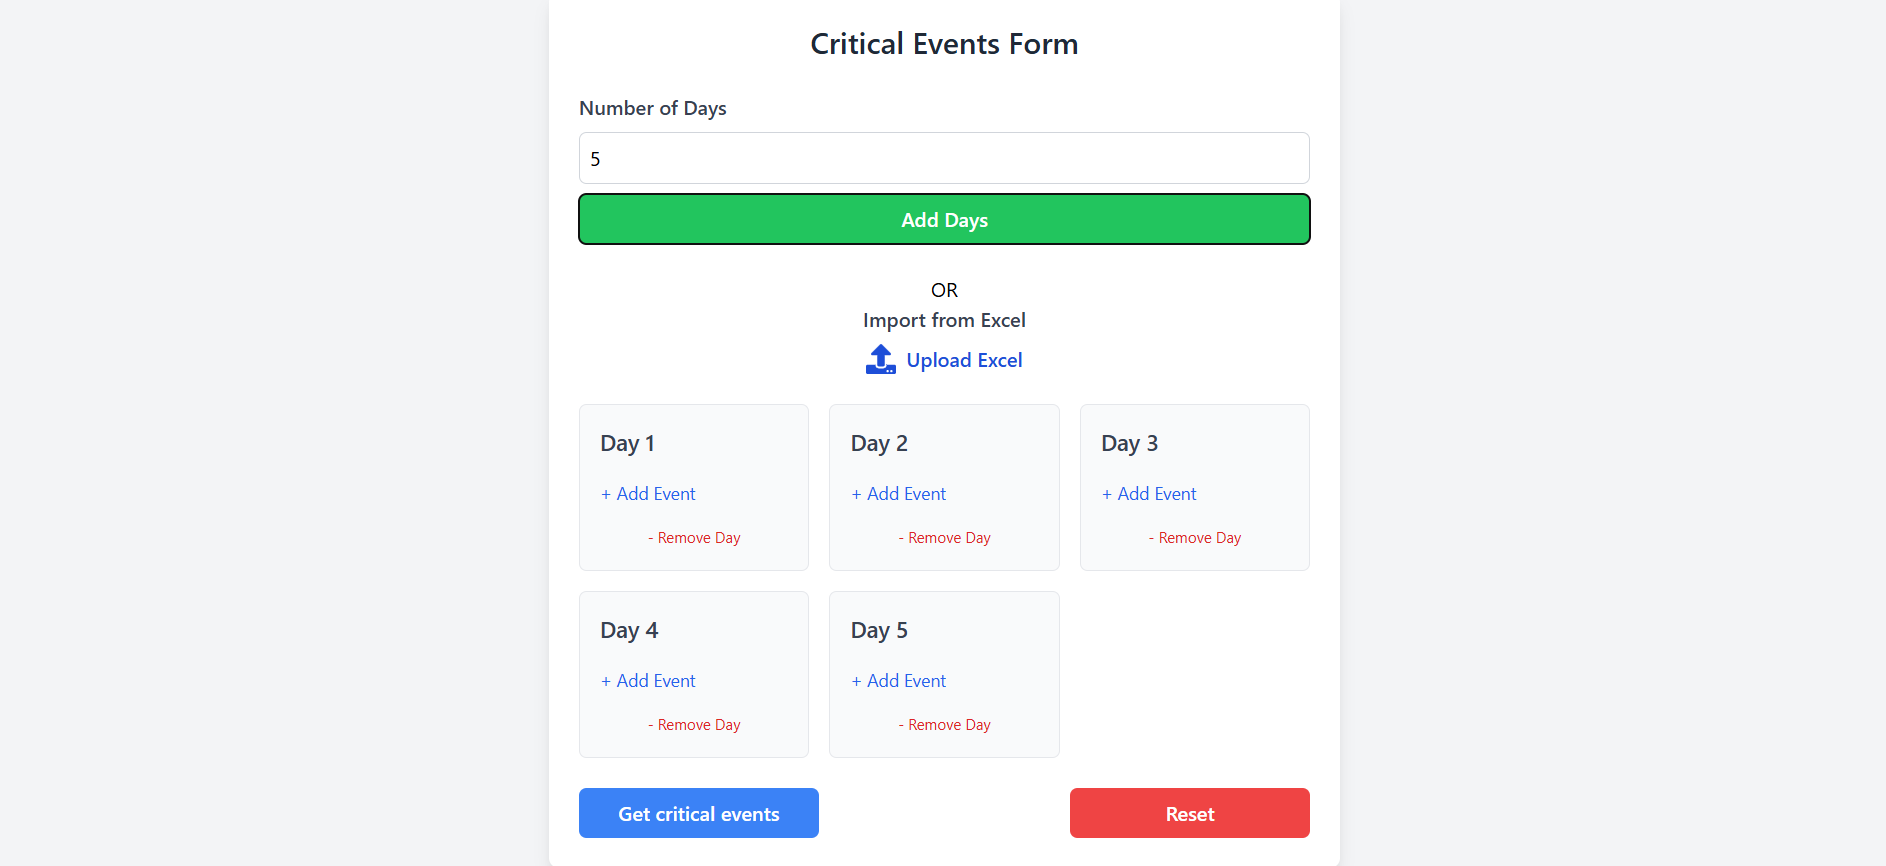 Critical Events Form
Number of Days
5
Add Days
OR
Import from Excel
Upload Excel
Day 1
+ Add Event
- Remove Day
Day 2
+ Add Event
- Remove Day
Day 3
+ Add Event
- Remove Day
Day 4
+ Add Event
- Remove Day
Day 5
+ Add Event
- Remove Day
Get critical events
Reset